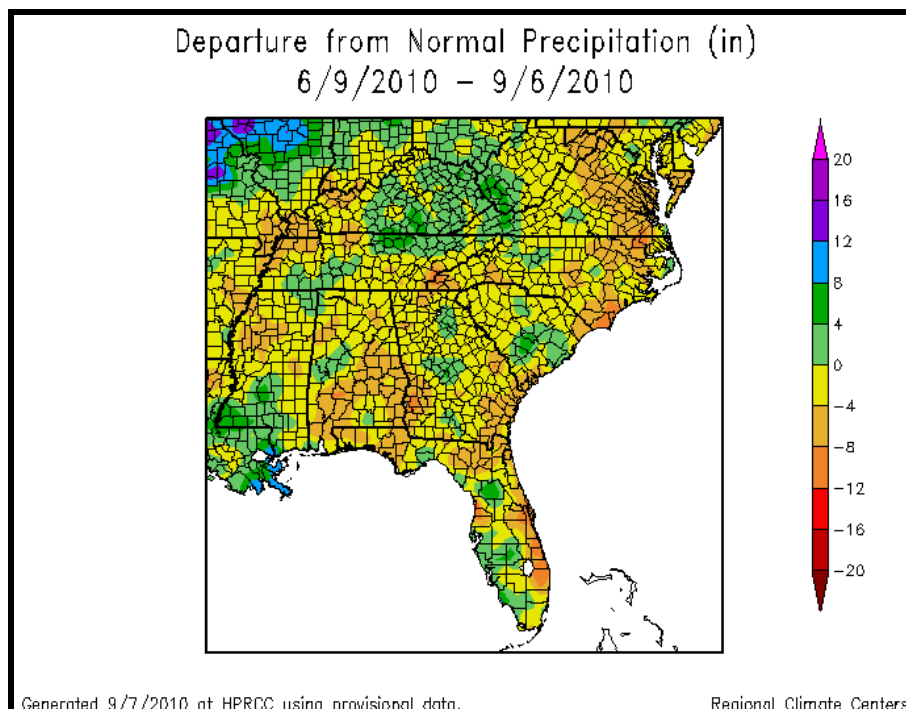 Departure from Normal Precipitation (in)
6/9/2010 – 9/6/2010
20
16
12
8
4
0
−4
−8
−12
−16
−20
Generated 9/7/2010 at HPRCC using provisional data.
Regional Climate Centers